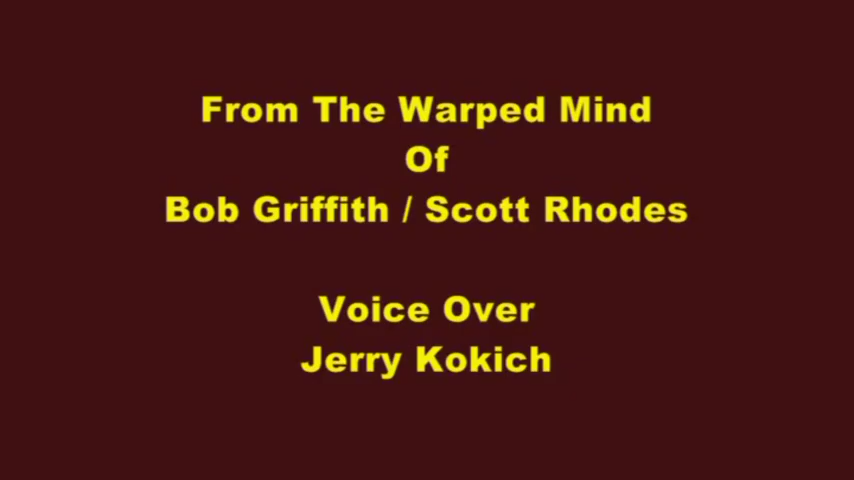 From The Warped Mind
Of
Bob Griffith / Scott Rhodes
Voice Over
Jerry Kokich